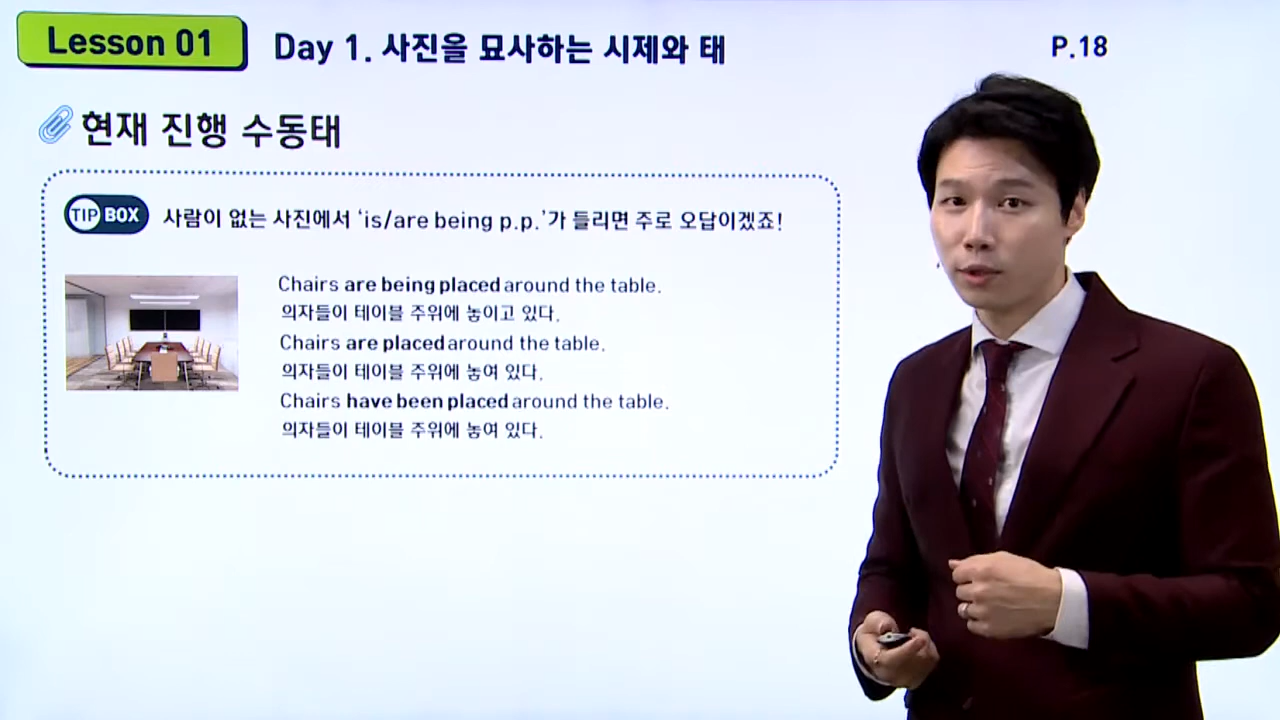 Lesson 01
Day 1. 사진을 묘사하는 시제와 태
P.18
현재 진행 수동태
TIP BOX 사람이 없는 사진에서 ‘is/are being p.p.’가 들리면 주로 오답이겠죠!
Chairs are being placed around the table.
의자들이 테이블 주위에 놓이고 있다.
Chairs are placed around the table.
의자들이 테이블 주위에 놓여 있다.
Chairs have been placed around the table.
의자들이 테이블 주위에 놓여 있다.